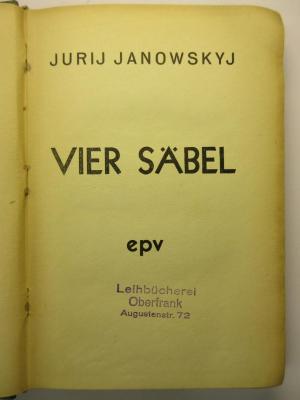 JURIJ JANOWSKYJ
VIER SÄBEL
epv
Leihbücherei
Oberfrank
Augustenstr. 72